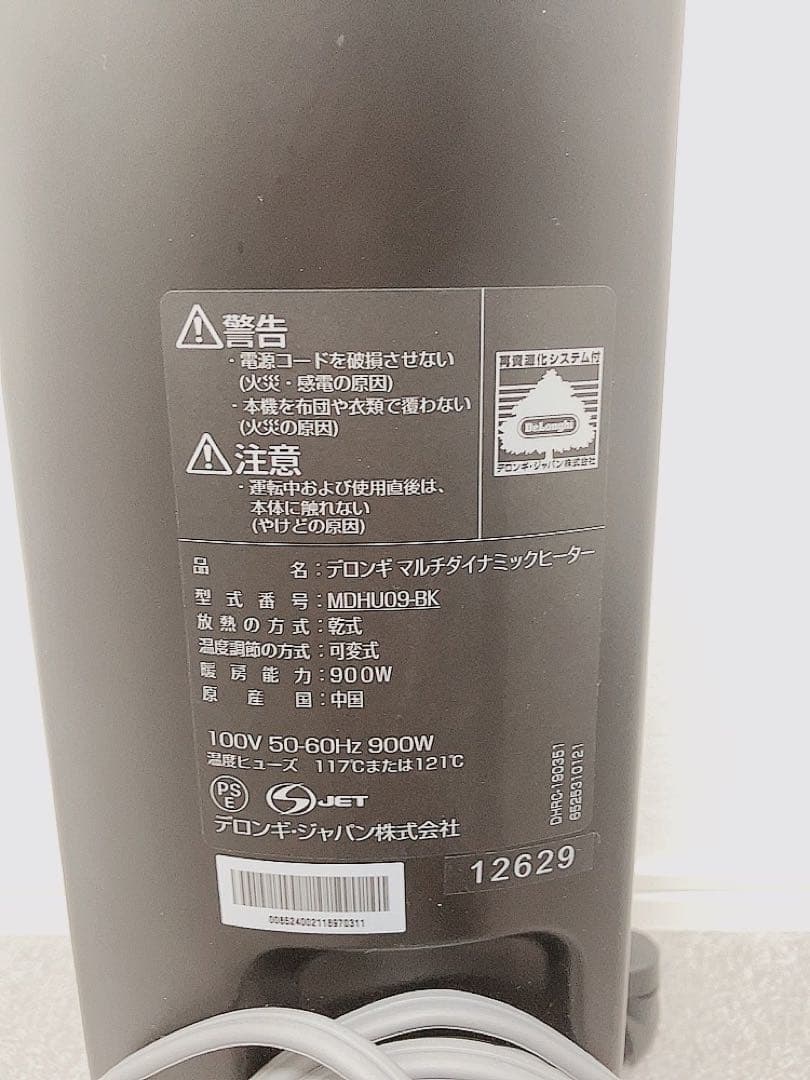 警告
・電源コードを破損させない
(火災・感電の原因)
・本機を布団や衣類で覆わない
(火災の原因)
注意
・運転中および使用直後は、
本体に触れない
(やけどの原因)
再資源化システム付
DeLonghi
デロンギ・ジャパン株式会社
品名：デロンギ マルチダイナミックヒーター
型式番号：MDHU09-BK
放熱の方式：乾式
温度調節の方式：可変式
暖房能力：900W
原産国：中国
100V 50-60Hz 900W
温度ヒューズ 117℃または121℃
PS
E
S JET
デロンギ・ジャパン株式会社
DHRC-190351
6525310121
12629
008524002118970311